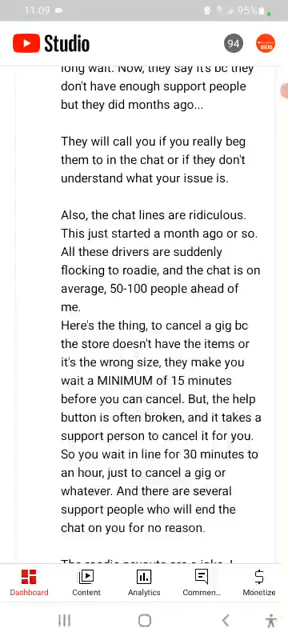 11:09
95%
Studio
94
long wait. Now, they say it's bc they
don't have enough support people
but they did months ago...
They will call you if you really beg
them to in the chat or if they don't
understand what your issue is.
Also, the chat lines are ridiculous.
This just started a month ago or so.
All these drivers are suddenly
flocking to roadie, and the chat is on
average, 50-100 people ahead of
me.
Here's the thing, to cancel a gig bc
the store doesn't have the items or
it's the wrong size, they make you
wait a MINIMUM of 15 minutes
before you can cancel. But, the help
button is often broken, and it takes a
support person to cancel it for you.
So you wait in line for 30 minutes to
an hour, just to cancel a gig or
whatever. And there are several
support people who will end the
chat on you for no reason.
The roadie payouts are a joke. I
Dashboard
Content
Analytics
Commen...
Monetize